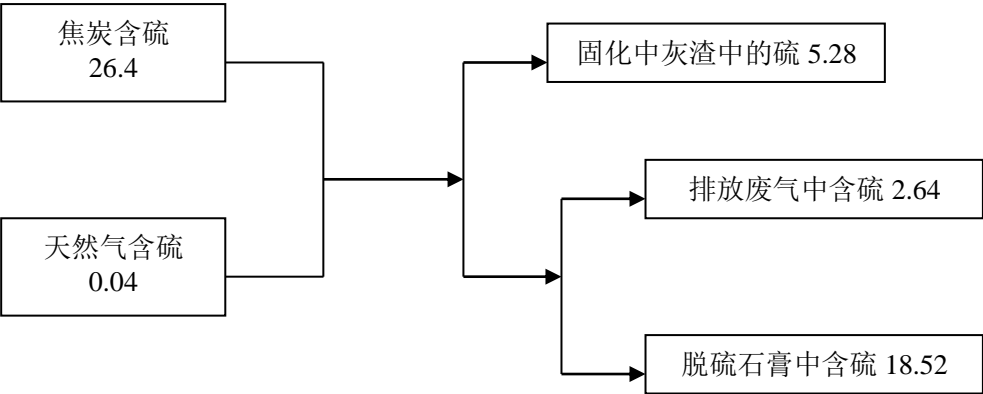 焦炭含硫
26.4
固化中灰渣中的硫 5.28
排放废气中含硫 2.64
天然气含硫
0.04
脱硫石膏中含硫 18.52